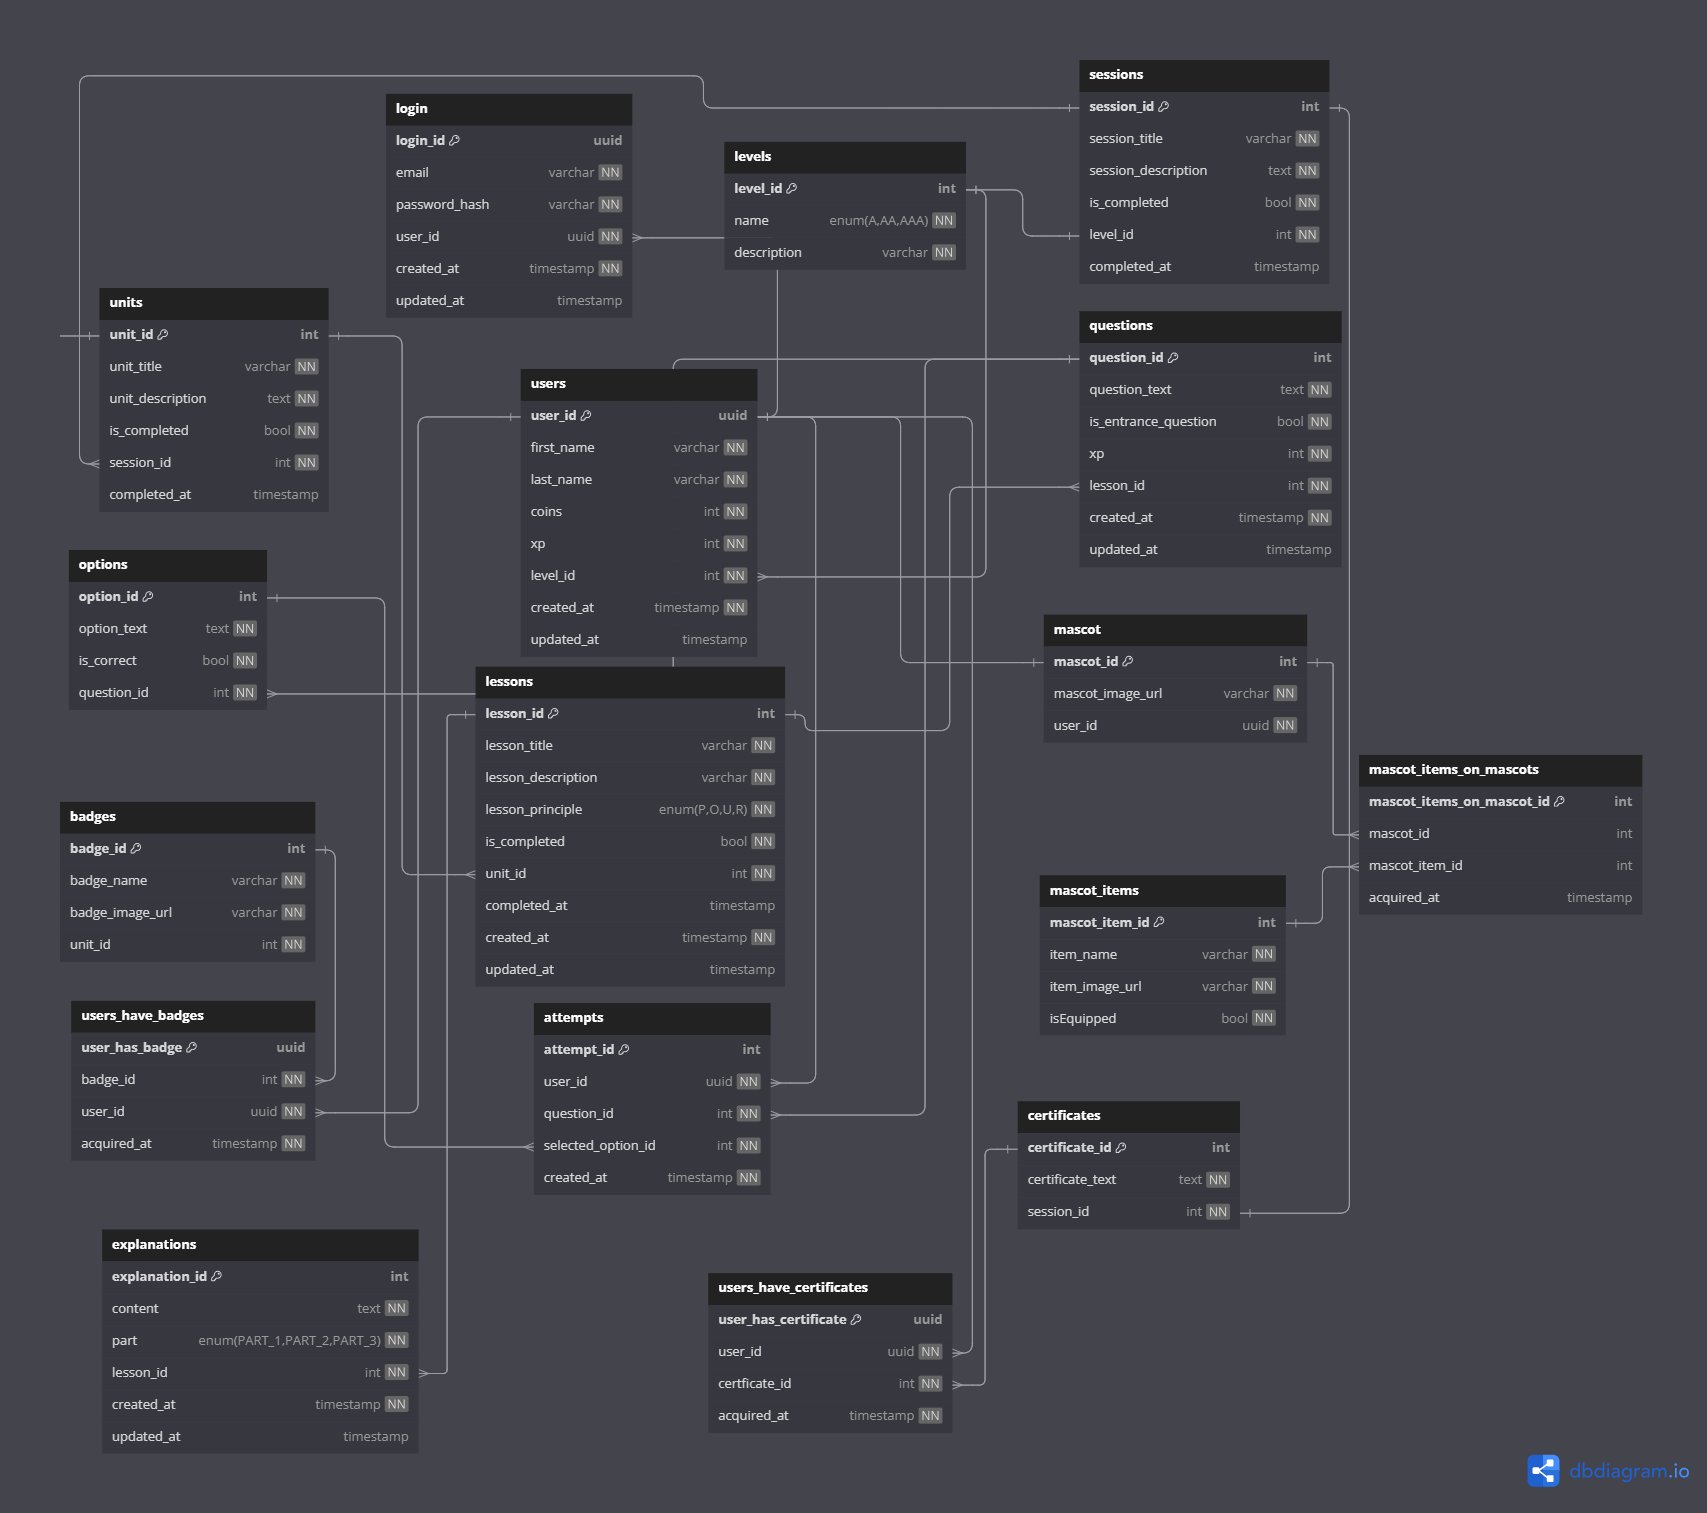 sessions
session_id int
session_title varchar NN
session_description text NN
is_completed bool NN
level_id int NN
completed_at timestamp
login
login_id uuid
email varchar NN
password_hash varchar NN
user_id uuid NN
created_at timestamp NN
updated_at timestamp
levels
level_id int
name enum(A,AA,AAA) NN
description varchar NN
units
unit_id int
unit_title varchar NN
unit_description text NN
is_completed bool NN
session_id int NN
completed_at timestamp
questions
question_id int
question_text text NN
is_entrance_question bool NN
xp int NN
lesson_id int NN
created_at timestamp NN
updated_at timestamp
users
user_id uuid
first_name varchar NN
last_name varchar NN
coins int NN
xp int NN
level_id int NN
created_at timestamp NN
updated_at timestamp
options
option_id int
option_text text NN
is_correct bool NN
question_id int NN
mascot
mascot_id int
mascot_image_url varchar NN
user_id uuid NN
lessons
lesson_id int
lesson_title varchar NN
lesson_description varchar NN
lesson_principle enum(P,O,U,R) NN
is_completed bool NN
unit_id int NN
completed_at timestamp
created_at timestamp NN
updated_at timestamp
mascot_items_on_mascots
mascot_items_on_mascot_id int
mascot_id int
mascot_item_id int
acquired_at timestamp
badges
badge_id int
badge_name varchar NN
badge_image_url varchar NN
unit_id int NN
mascot_items
mascot_item_id int
item_name varchar NN
item_image_url varchar NN
isEquipped bool NN
users_have_badges
user_has_badge uuid
badge_id int NN
user_id uuid NN
acquired_at timestamp NN
attempts
attempt_id int
user_id uuid NN
question_id int NN
selected_option_id int NN
created_at timestamp NN
certificates
certificate_id int
certificate_text text NN
session_id int NN
explanations
explanation_id int
content text NN
part enum(PART_1,PART_2,PART_3) NN
lesson_id int NN
created_at timestamp NN
updated_at timestamp
users_have_certificates
user_has_certificate uuid
user_id uuid NN
certficate_id int NN
acquired_at timestamp NN
dbdiagram.io